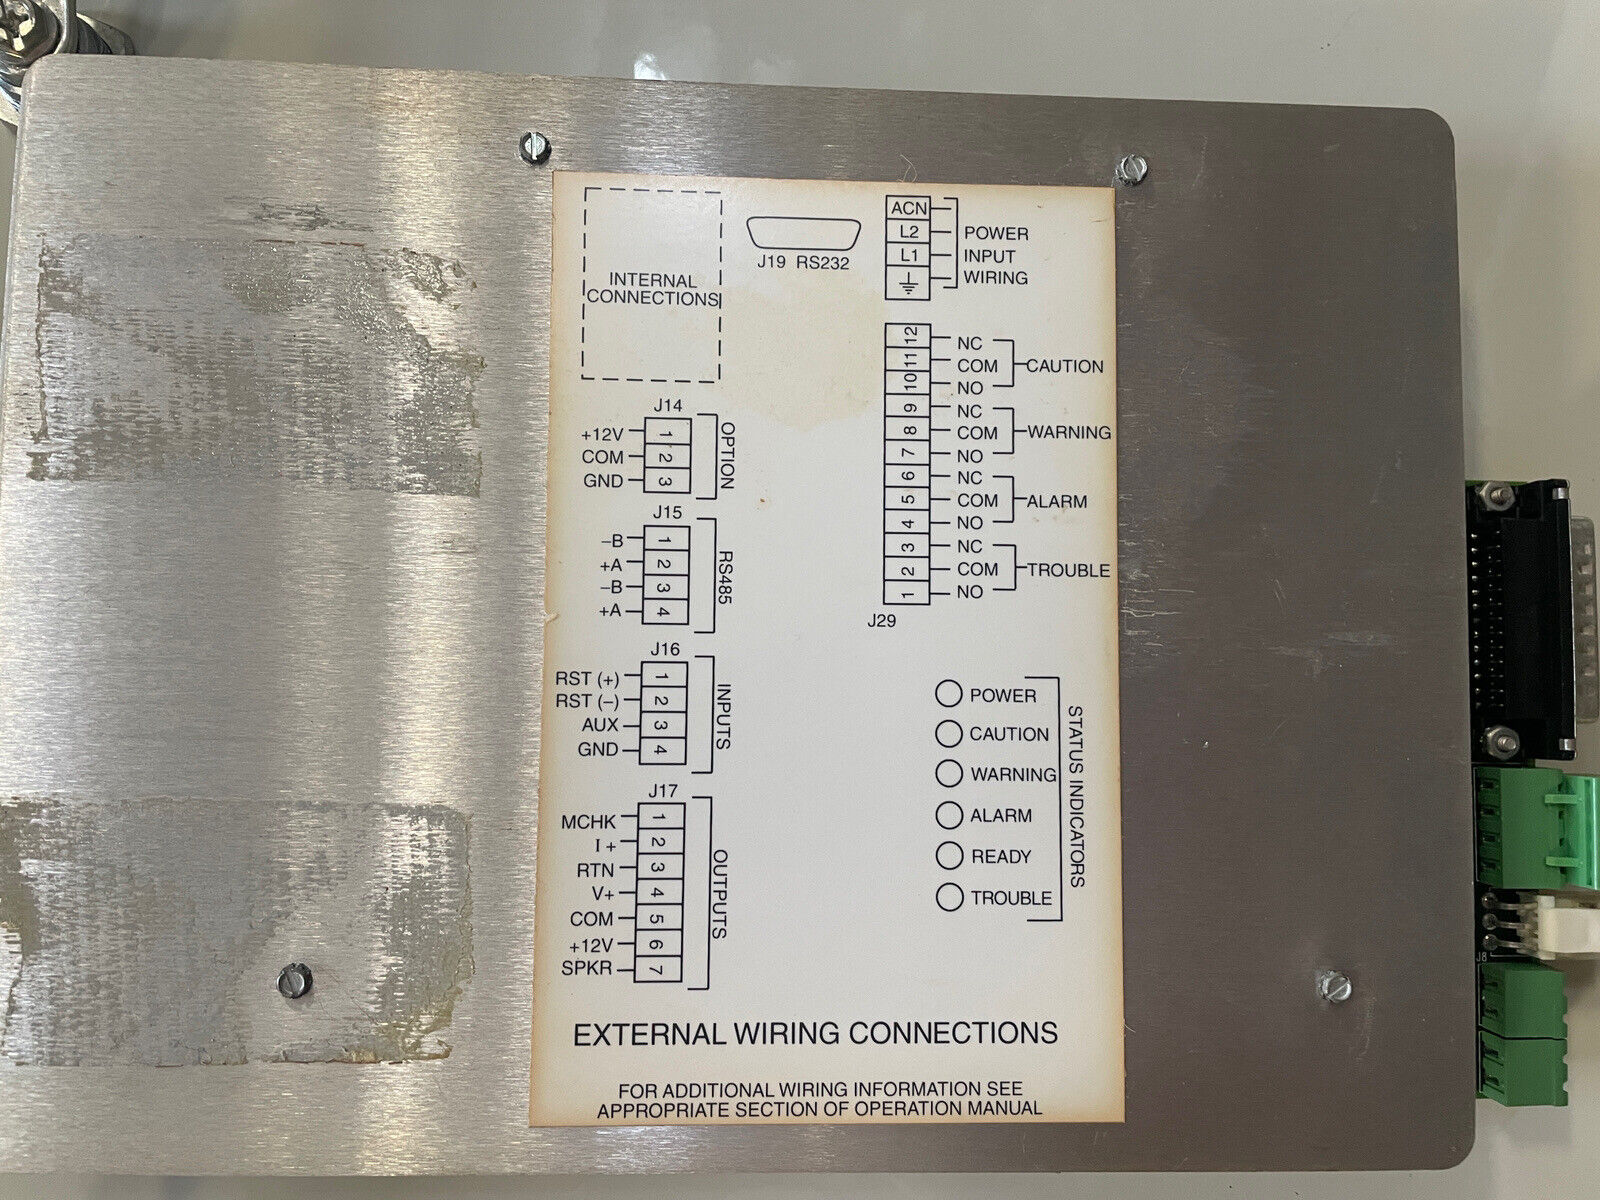 INTERNAL
CONNECTIONS
J19 RS232
ACN
L2
L1
POWER
INPUT
WIRING
12 NC
11 COM CAUTION
10 NO
9 NC
8 COM WARNING
7 NO
6 NC
5 COM ALARM
4 NO
3 NC
2 COM TROUBLE
1 NO
J29
J14
+12V 1
COM 2
GND 3
OPTION
J15
–B 1
+A 2
–B 3
+A 4
RS485
J16
RST (+) 1
RST (–) 2
AUX 3
GND 4
INPUTS
J17
MCHK 1
I + 2
RTN 3
V+ 4
COM 5
+12V 6
SPKR 7
OUTPUTS
POWER
CAUTION
WARNING
ALARM
READY
TROUBLE
STATUS INDICATORS
EXTERNAL WIRING CONNECTIONS
FOR ADDITIONAL WIRING INFORMATION SEE
APPROPRIATE SECTION OF OPERATION MANUAL
J8